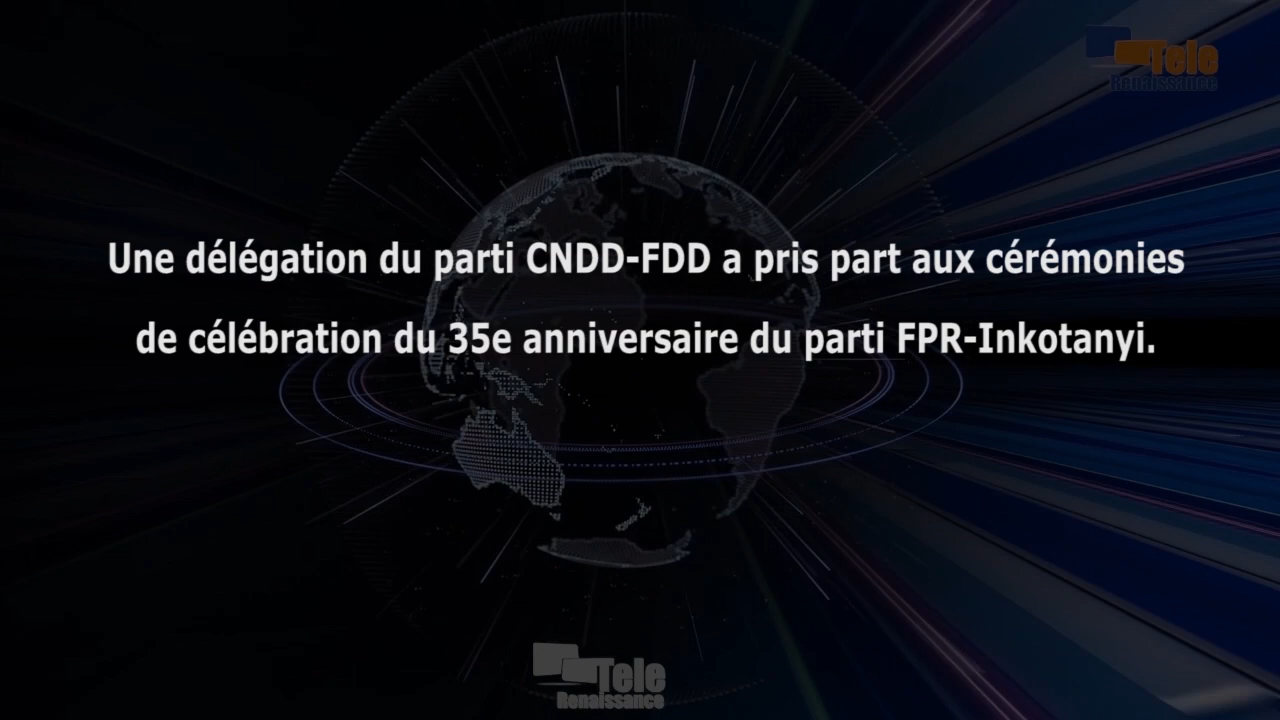 Tele
Renaissance
Une délégation du parti CNDD-FDD a pris part aux cérémonies
de célébration du 35e anniversaire du parti FPR-Inkotanyi.
Tele
Renaissance